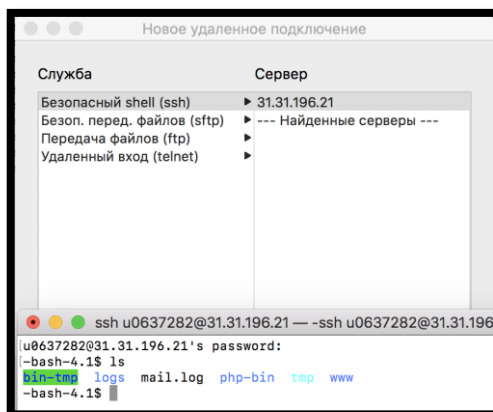 Новое удаленное подключение
Служба Сервер
Безопасный shell (ssh) 31.31.196.21
Безоп. перед. файлов (sftp) --- Найденные серверы ---
Передача файлов (ftp)
Удаленный вход (telnet)
ssh u0637282@31.31.196.21 — -ssh u0637282@31.31.196
[u0637282@31.31.196.21's password:
[-bash-4.1$ ls
bin-tmp logs mail.log php-bin tmp www
-bash-4.1$